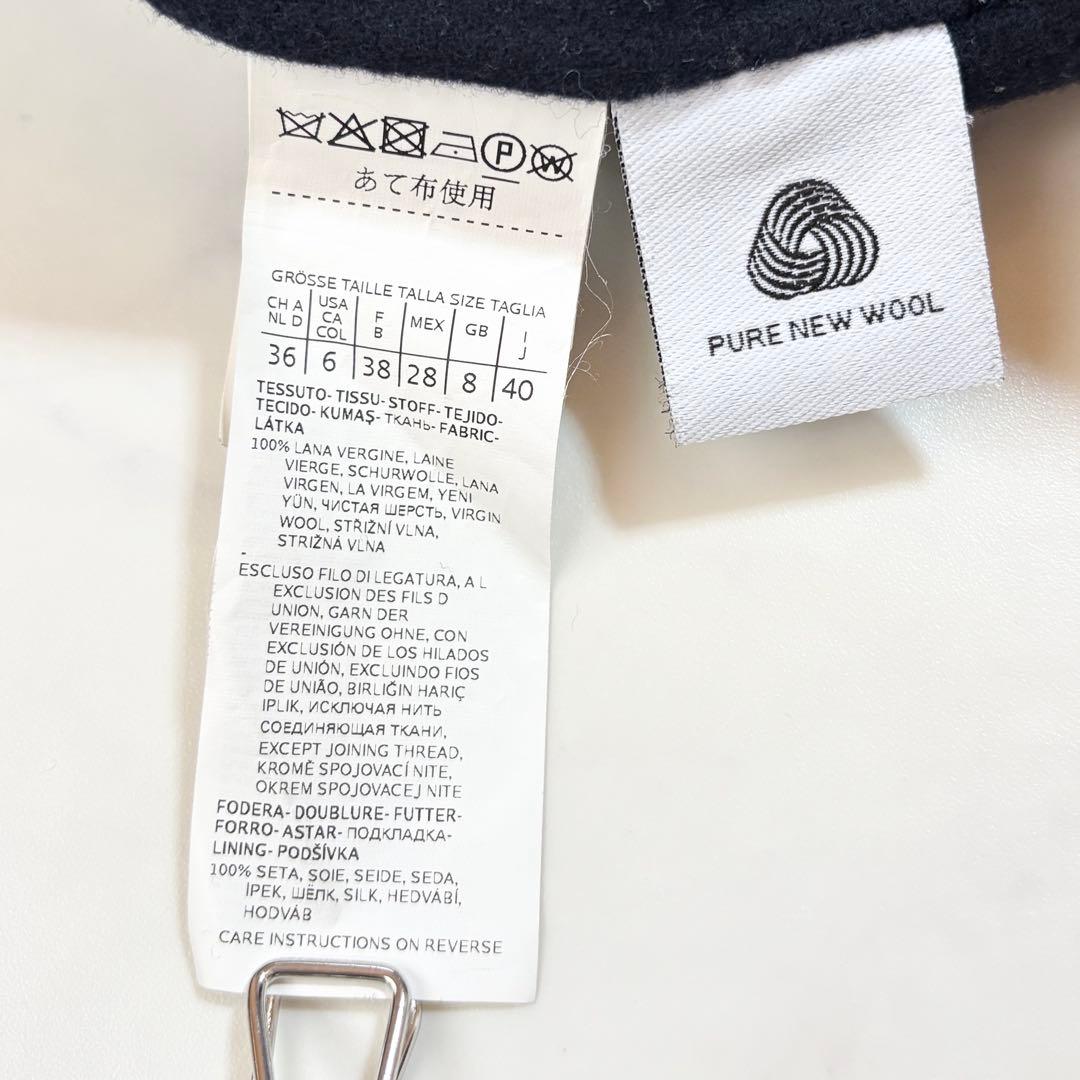 P
W
あて布使用
GRÖSSE TAILLE TALLA SIZE TAGLIA
CH A NL D
USA CA COL
F B
MEX
GB
I J
36 6 38 28 8 40
TESSUTO- TISSU- STOFF- TEJIDO-
TECIDO- KUMAŞ- ТКАНЬ- FABRIC-
LÁTKA
100% LANA VERGINE, LAINE
VIERGE, SCHURWOLLE, LANA
VIRGEN, LA VIRGEM, YENI
YÜN, ЧИСТАЯ ШЕРСТЬ, VIRGIN
WOOL, STŘIŽNÍ VLNA,
STRIŽNÁ VLNA
-
ESCLUSO FILO DI LEGATURA, A L
EXCLUSION DES FILS D
UNION, GARN DER
VEREINIGUNG OHNE, CON
EXCLUSIÓN DE LOS HILADOS
DE UNIÓN, EXCLUINDO FIOS
DE UNIÃO, BIRLIĞIN HARIÇ
IPLIK, ИСКЛЮЧАЯ НИТЬ
СОЕДИНЯЮЩАЯ ТКАНИ,
EXCEPT JOINING THREAD,
KROMĚ SPOJOVACÍ NITE,
OKREM SPOJOVACEJ NITE
FODERA- DOUBLURE- FUTTER-
FORRO- ASTAR- ПОДКЛАДКА-
LINING- PODŠÍVKA
100% SETA, SOIE, SEIDE, SEDA,
İPEK, ШЁЛК, SILK, HEDVÁBÍ,
HODVÁB
CARE INSTRUCTIONS ON REVERSE
PURE NEW WOOL